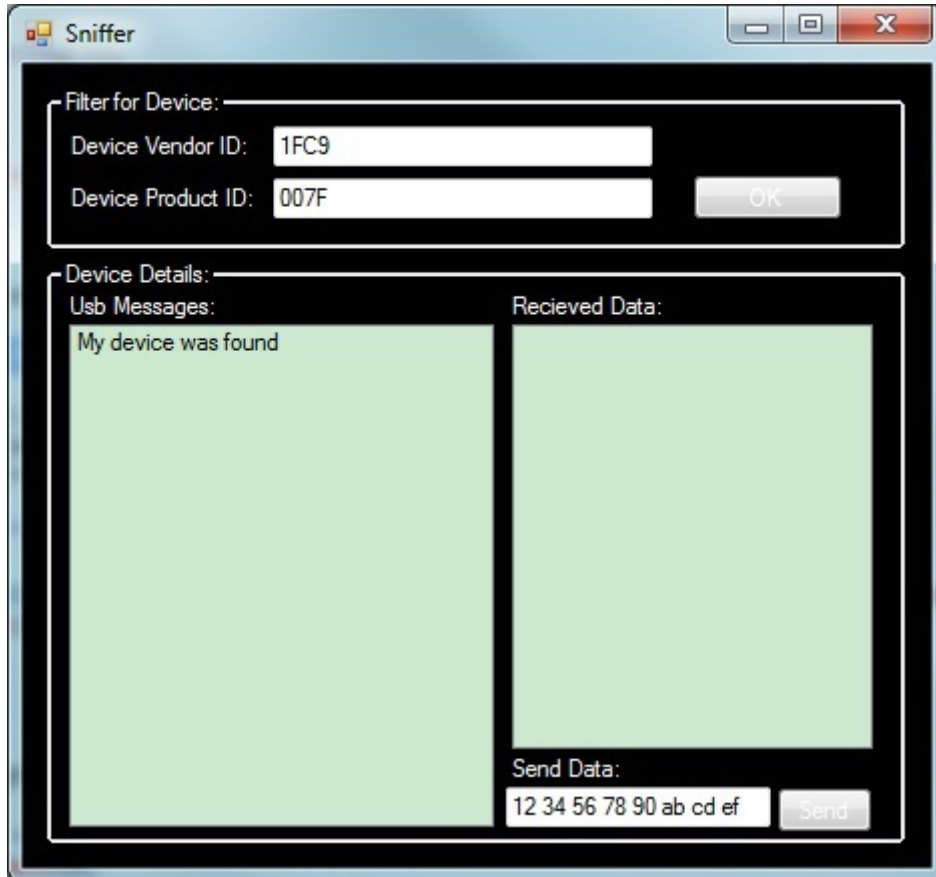 Sniffer
Filter for Device:
Device Vendor ID: 1FC9
Device Product ID: 007F OK
Device Details:
Usb Messages: Recieved Data:
My device was found
Send Data:
12 34 56 78 90 ab cd ef Send